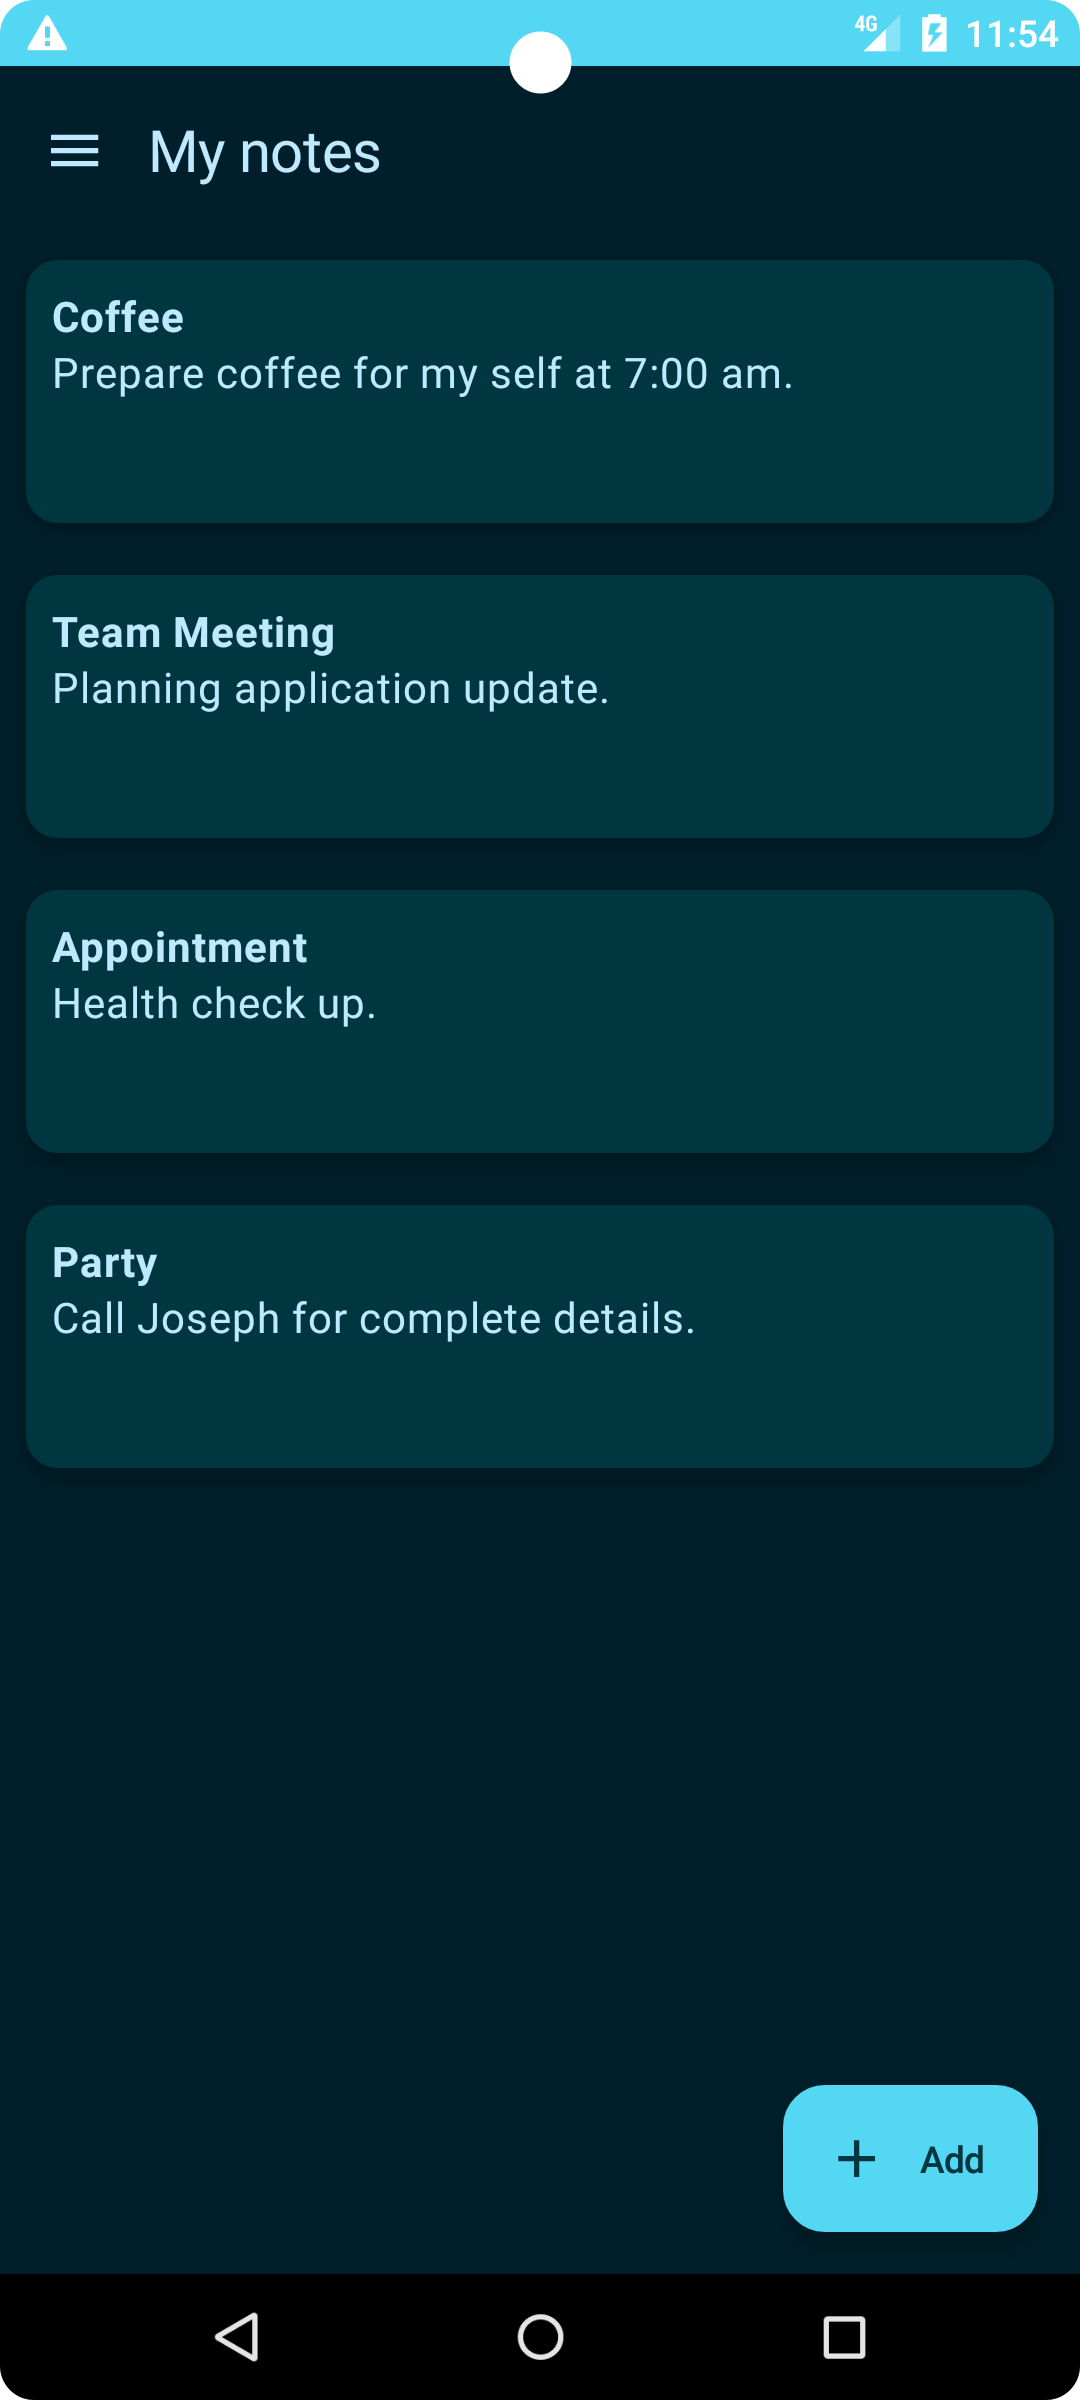 4G 11:54
My notes
Coffee
Prepare coffee for my self at 7:00 am.
Team Meeting
Planning application update.
Appointment
Health check up.
Party
Call Joseph for complete details.
Add